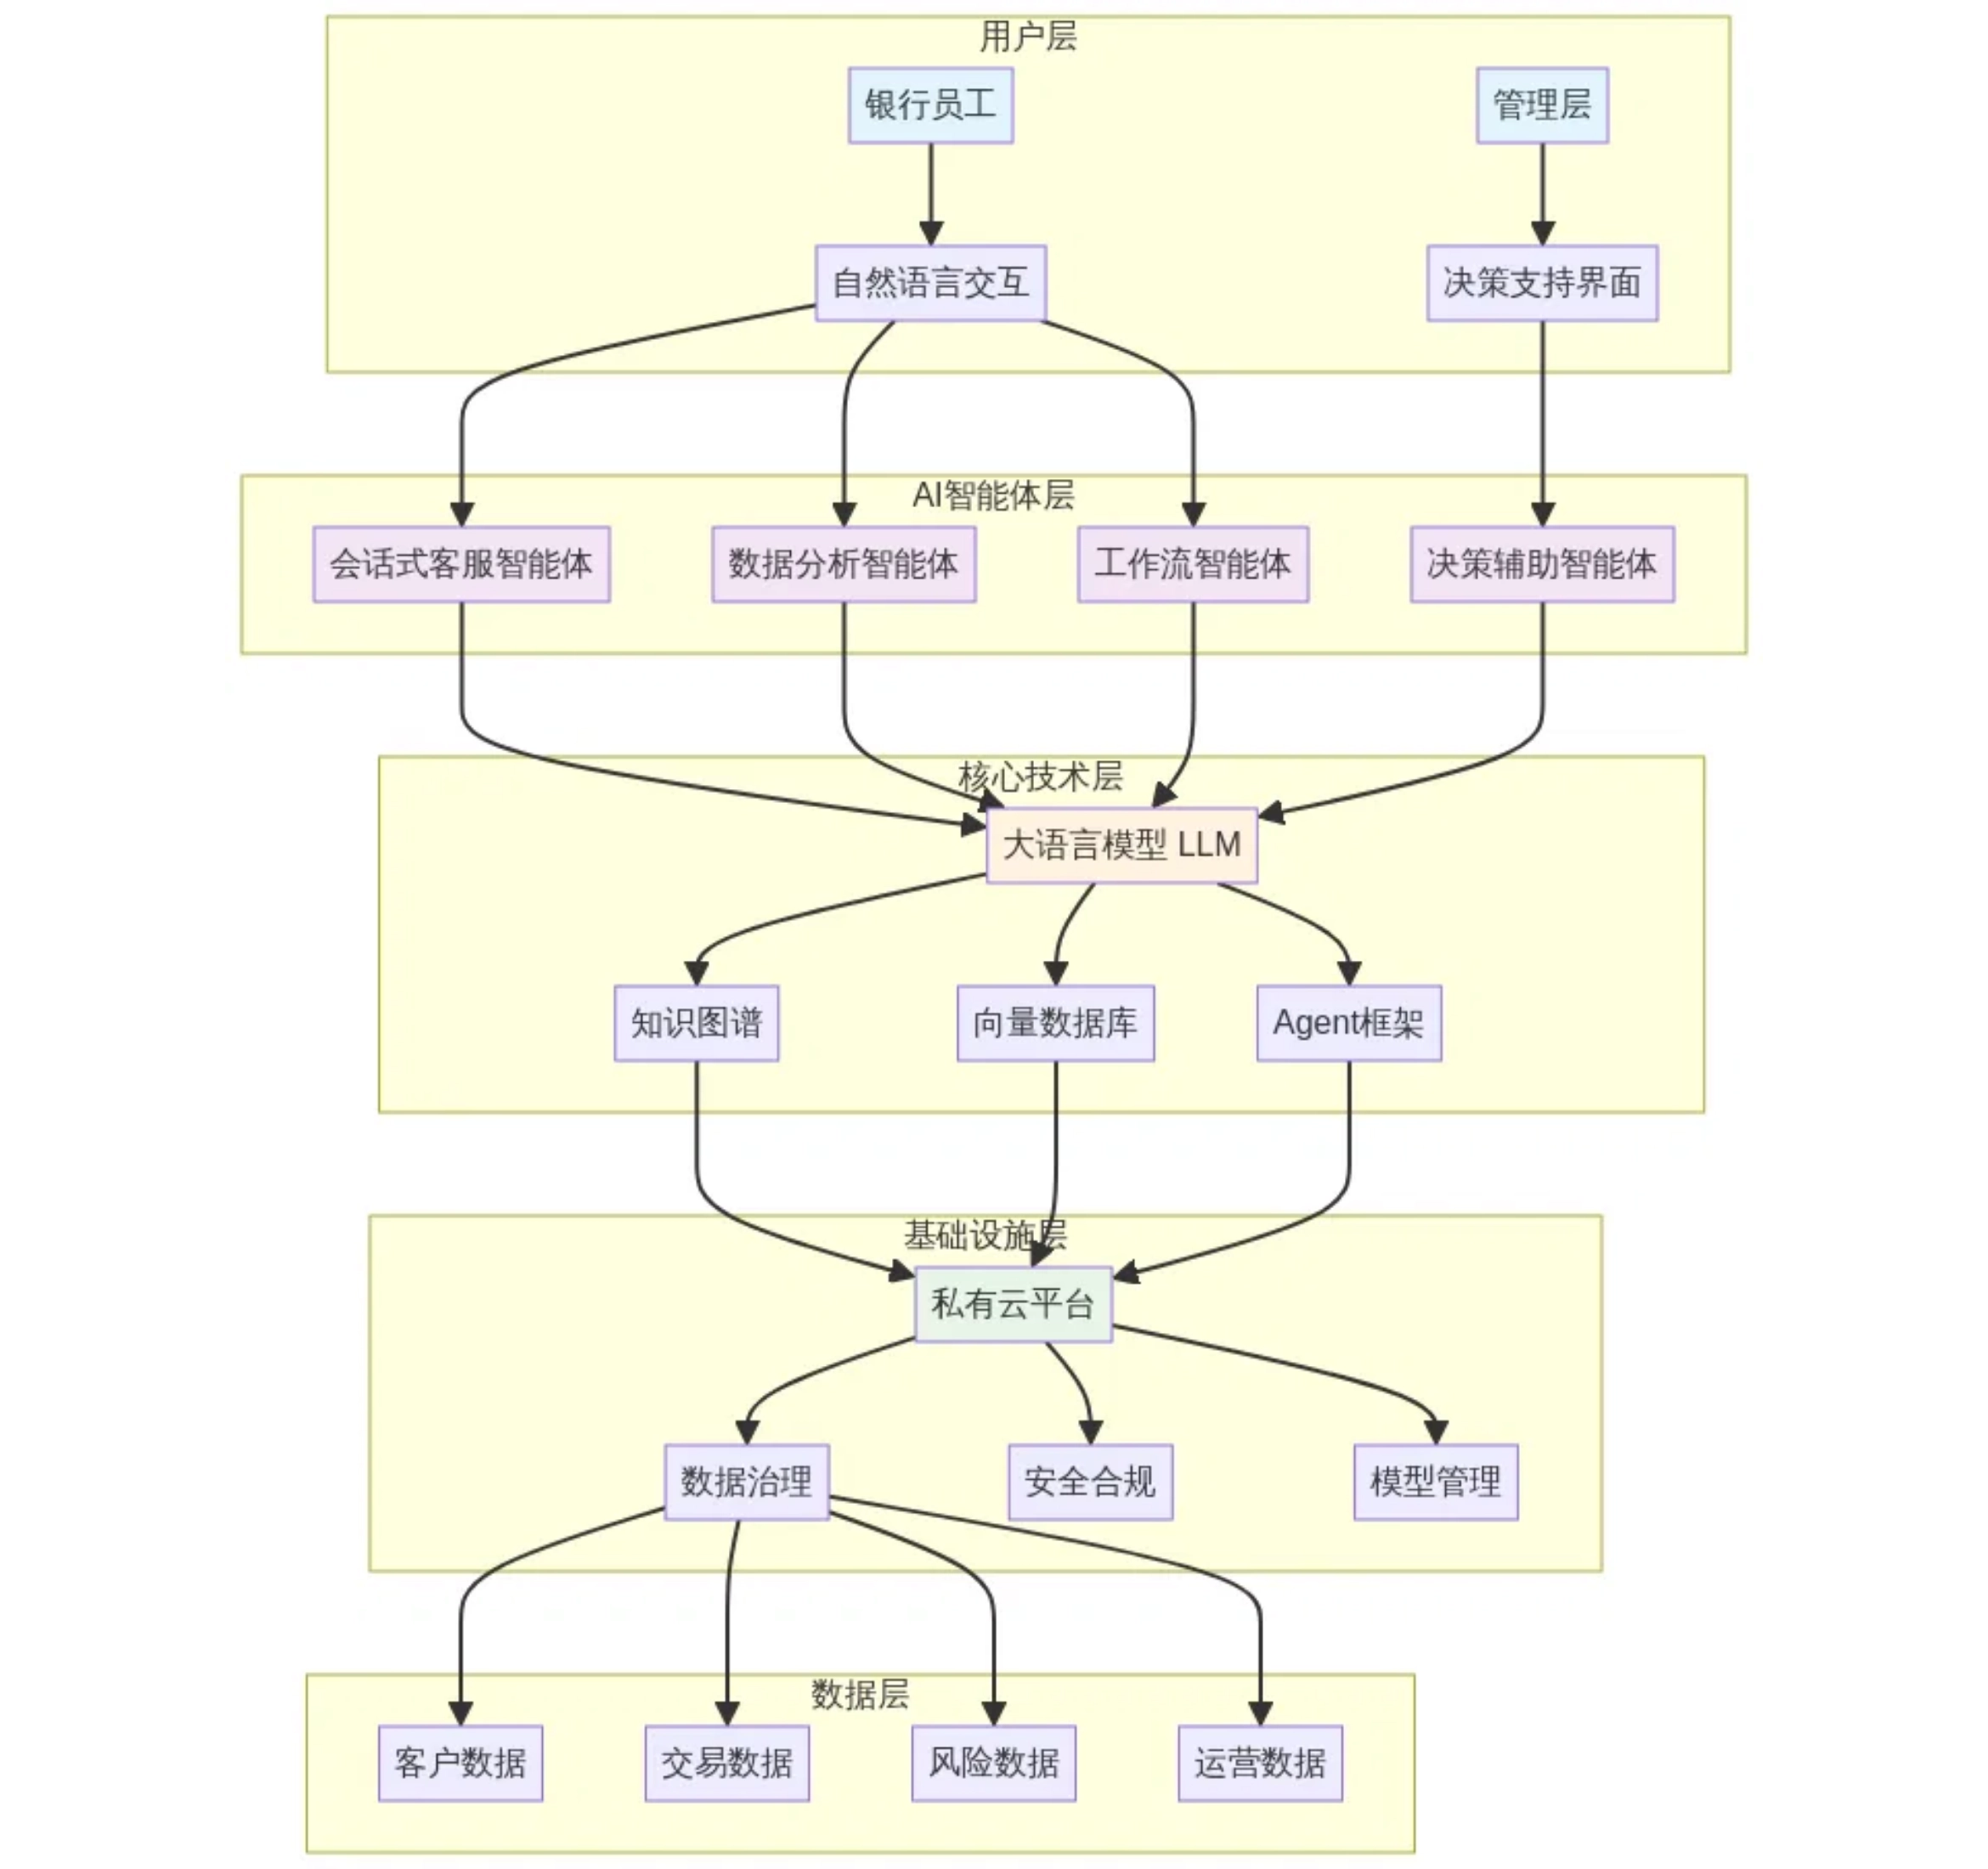 用户层
银行员工
管理层
自然语言交互
决策支持界面
AI智能体层
会话式客服智能体
数据分析智能体
工作流智能体
决策辅助智能体
核心技术层
大语言模型 LLM
知识图谱
向量数据库
Agent框架
基础设施层
私有云平台
数据治理
安全合规
模型管理
数据层
客户数据
交易数据
风险数据
运营数据